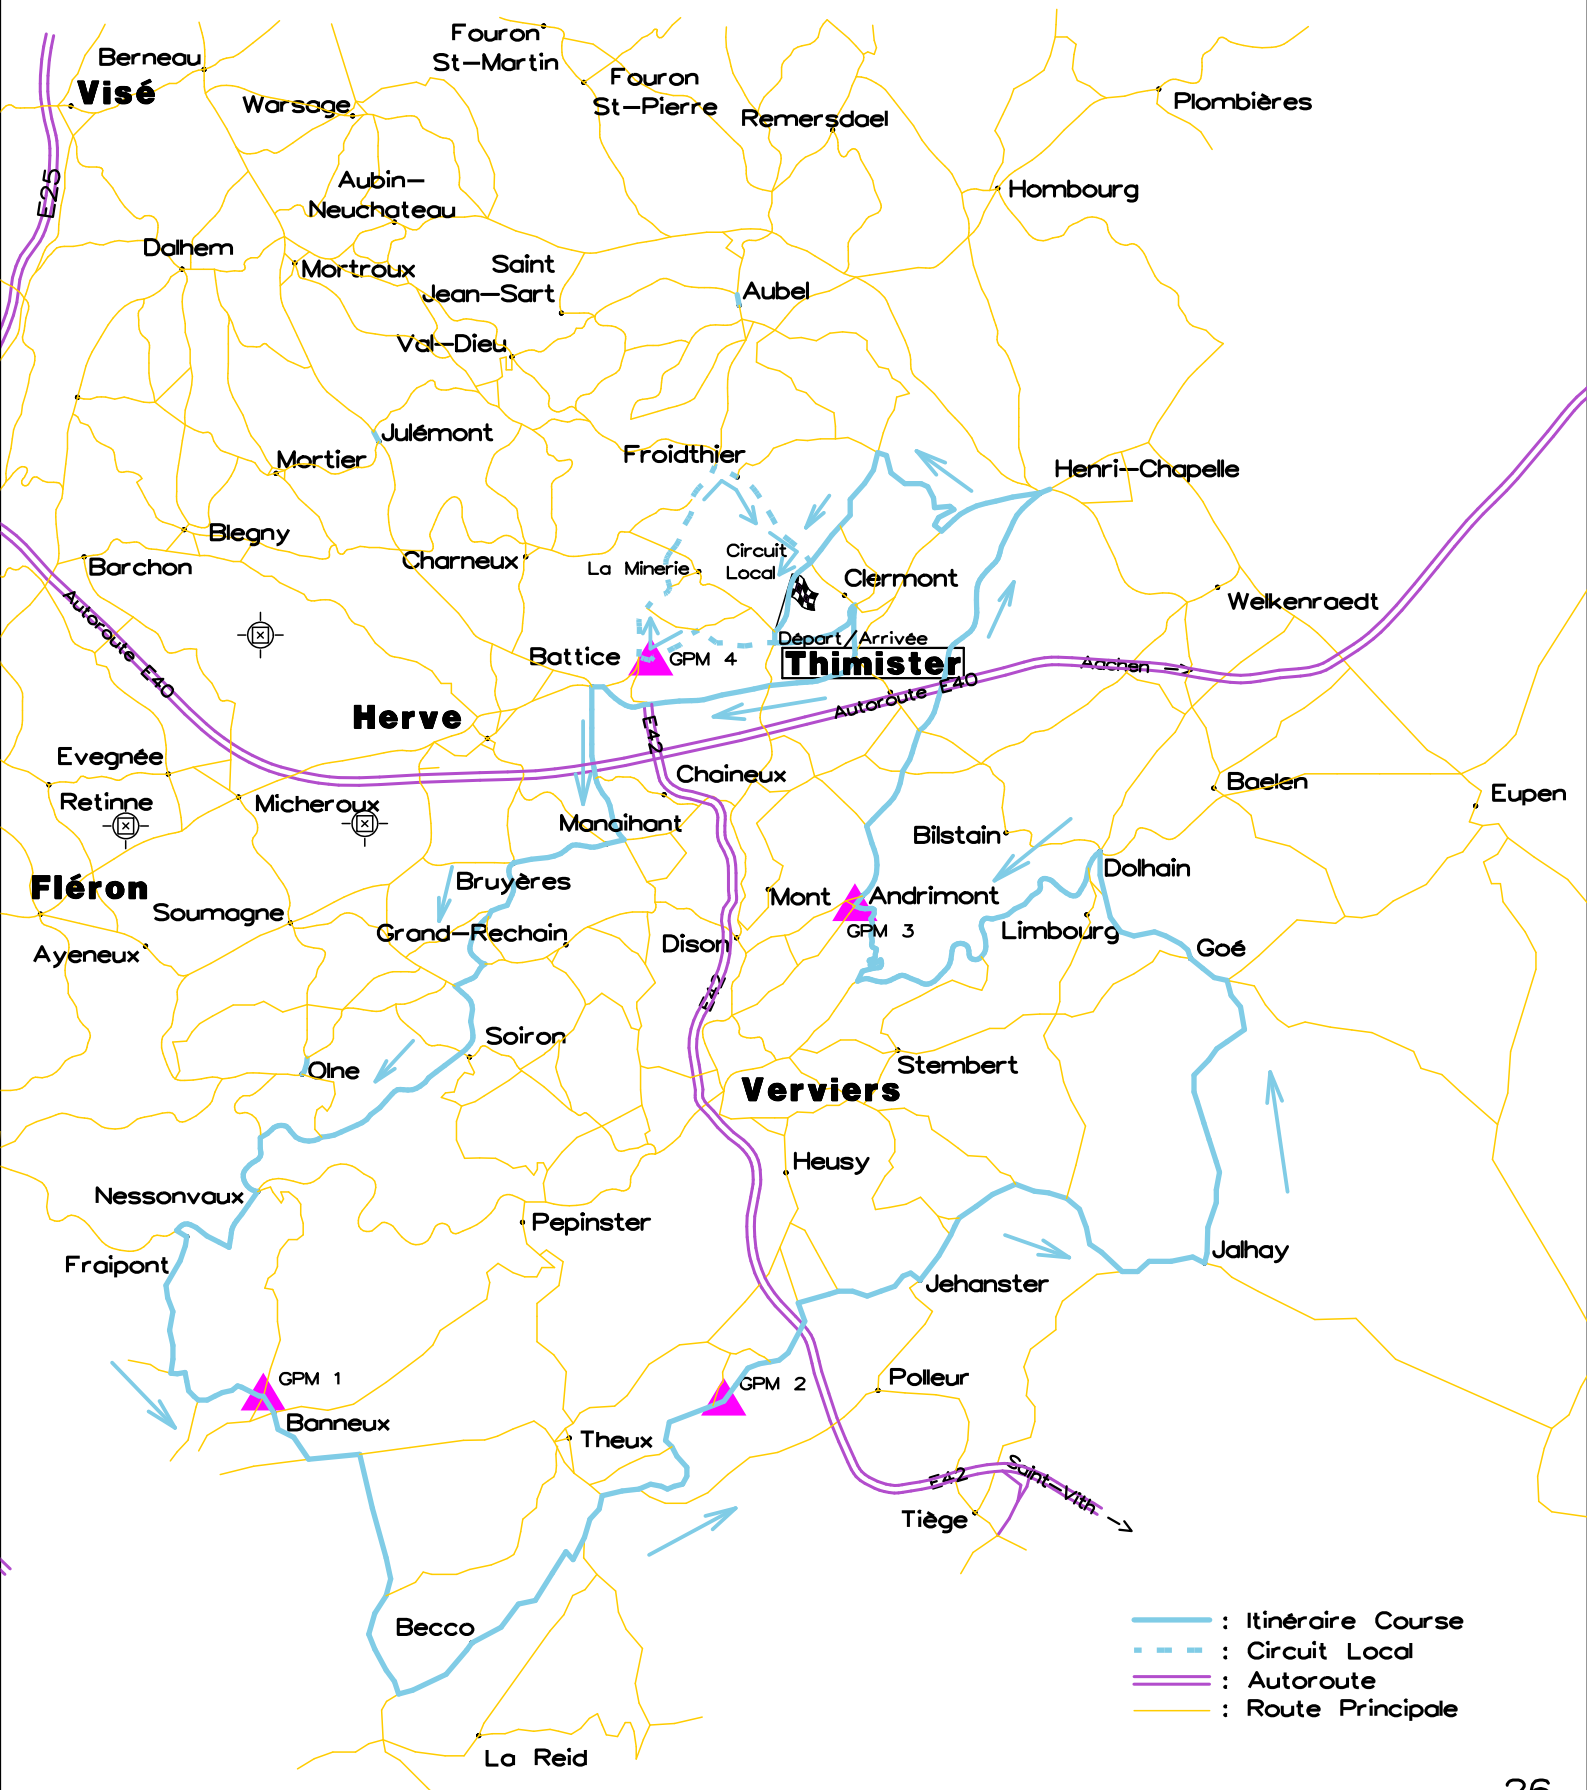 Fouron
St-Martin
Berneau
Visé
Fouron
St-Pierre
Warsage
Remersdael
Plombières
E25
Aubin-
Neuchateau
Hombourg
Dalhem
Mortroux
Saint
Jean-Sart
Aubel
Val-Dieu
Julémont
Mortier
Froidthier
Henri-Chapelle
Blegny
Barchon
Charneux
La Minerie
Circuit
Local
Clermont
Welkenraedt
Autoroute E40
Départ/Arrivée
Battice
GPM 4
Thimister
Aachen ->
Autoroute E40
Herve
E42
Evegnée
Retinne
Micheroux
Chaineux
Baelen
Eupen
Manaihant
Bilstain
Dolhain
Fléron
Bruyères
Mont
Andrimont
Soumagne
Grand-Rechain
Dison
GPM 3
Limbourg
Goé
Ayeneux
E42
Soiron
Olne
Stembert
Verviers
Heusy
Nessonvaux
Pepinster
Fraipont
Jalhay
Jehanster
GPM 1
GPM 2
Polleur
Banneux
Theux
E42
Saint-Vith ->
Tiège
Becco
La Reid
: Itinéraire Course
: Circuit Local
: Autoroute
: Route Principale